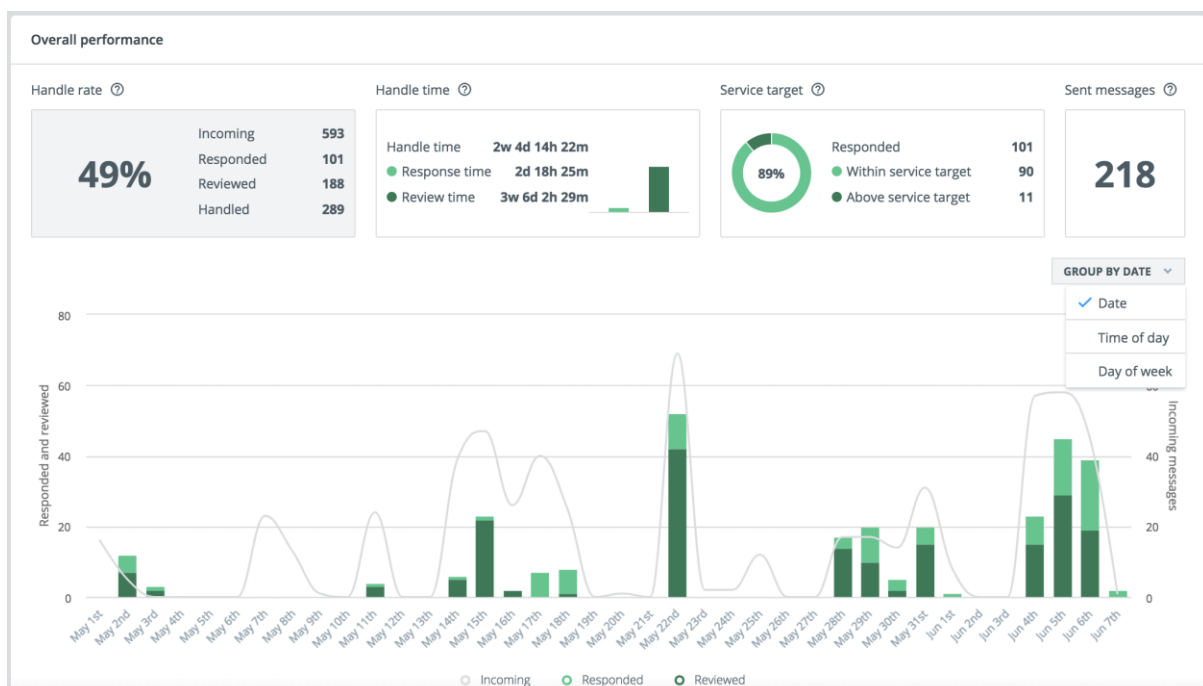 Overall performance
Handle rate
Handle time
Service target
Sent messages
49%
Incoming 593
Responded 101
Reviewed 188
Handled 289
Handle time 2w 4d 14h 22m
Response time 2d 18h 25m
Review time 3w 6d 2h 29m
89%
Responded 101
Within service target 90
Above service target 11
218
GROUP BY DATE
Date
Time of day
Day of week
Responded and reviewed
80
60
40
20
0
40
20
0
Incoming messages
May 1st
May 2nd
May 3rd
May 4th
May 5th
May 6th
May 7th
May 8th
May 9th
May 10th
May 11th
May 12th
May 13th
May 14th
May 15th
May 16th
May 17th
May 18th
May 19th
May 20th
May 21st
May 22nd
May 23rd
May 24th
May 25th
May 26th
May 27th
May 28th
May 29th
May 30th
May 31st
Jun 1st
Jun 2nd
Jun 3rd
Jun 4th
Jun 5th
Jun 6th
Jun 7th
Incoming Responded Reviewed